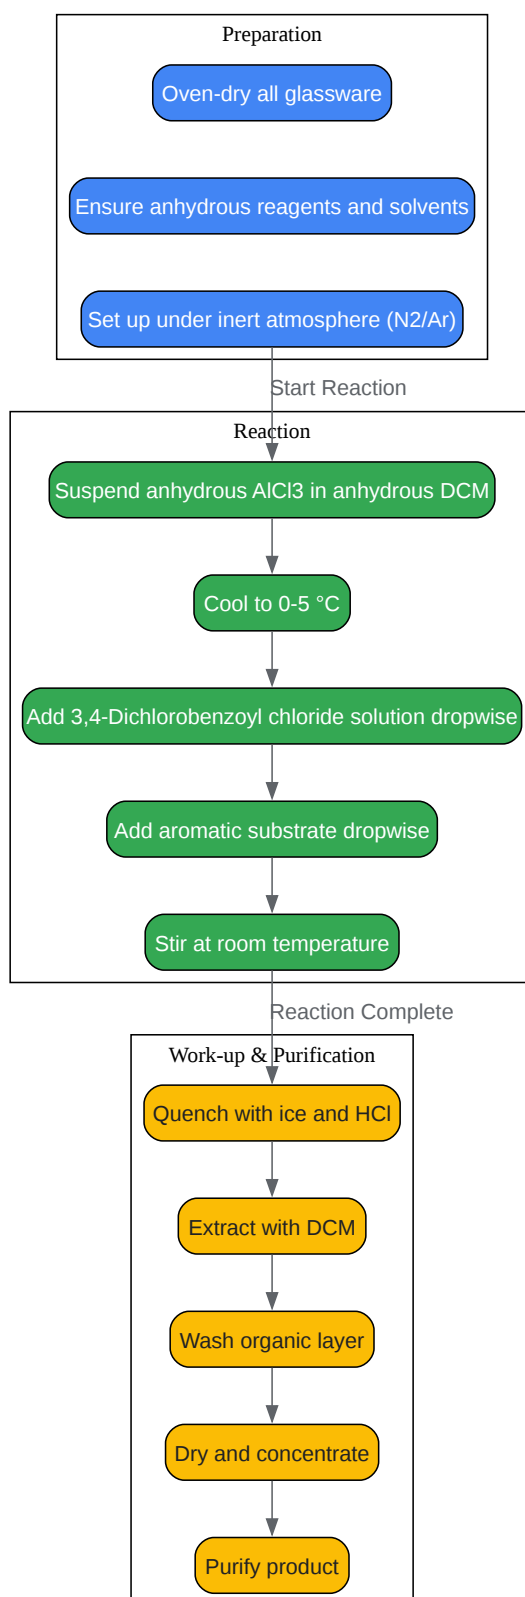 Preparation
Oven-dry all glassware
Ensure anhydrous reagents and solvents
Set up under inert atmosphere (N2/Ar)
Start Reaction
Reaction
Suspend anhydrous AlCl3 in anhydrous DCM
Cool to 0-5 °C
Add 3,4-Dichlorobenzoyl chloride solution dropwise
Add aromatic substrate dropwise
Stir at room temperature
Reaction Complete
Work-up & Purification
Quench with ice and HCl
Extract with DCM
Wash organic layer
Dry and concentrate
Purify product